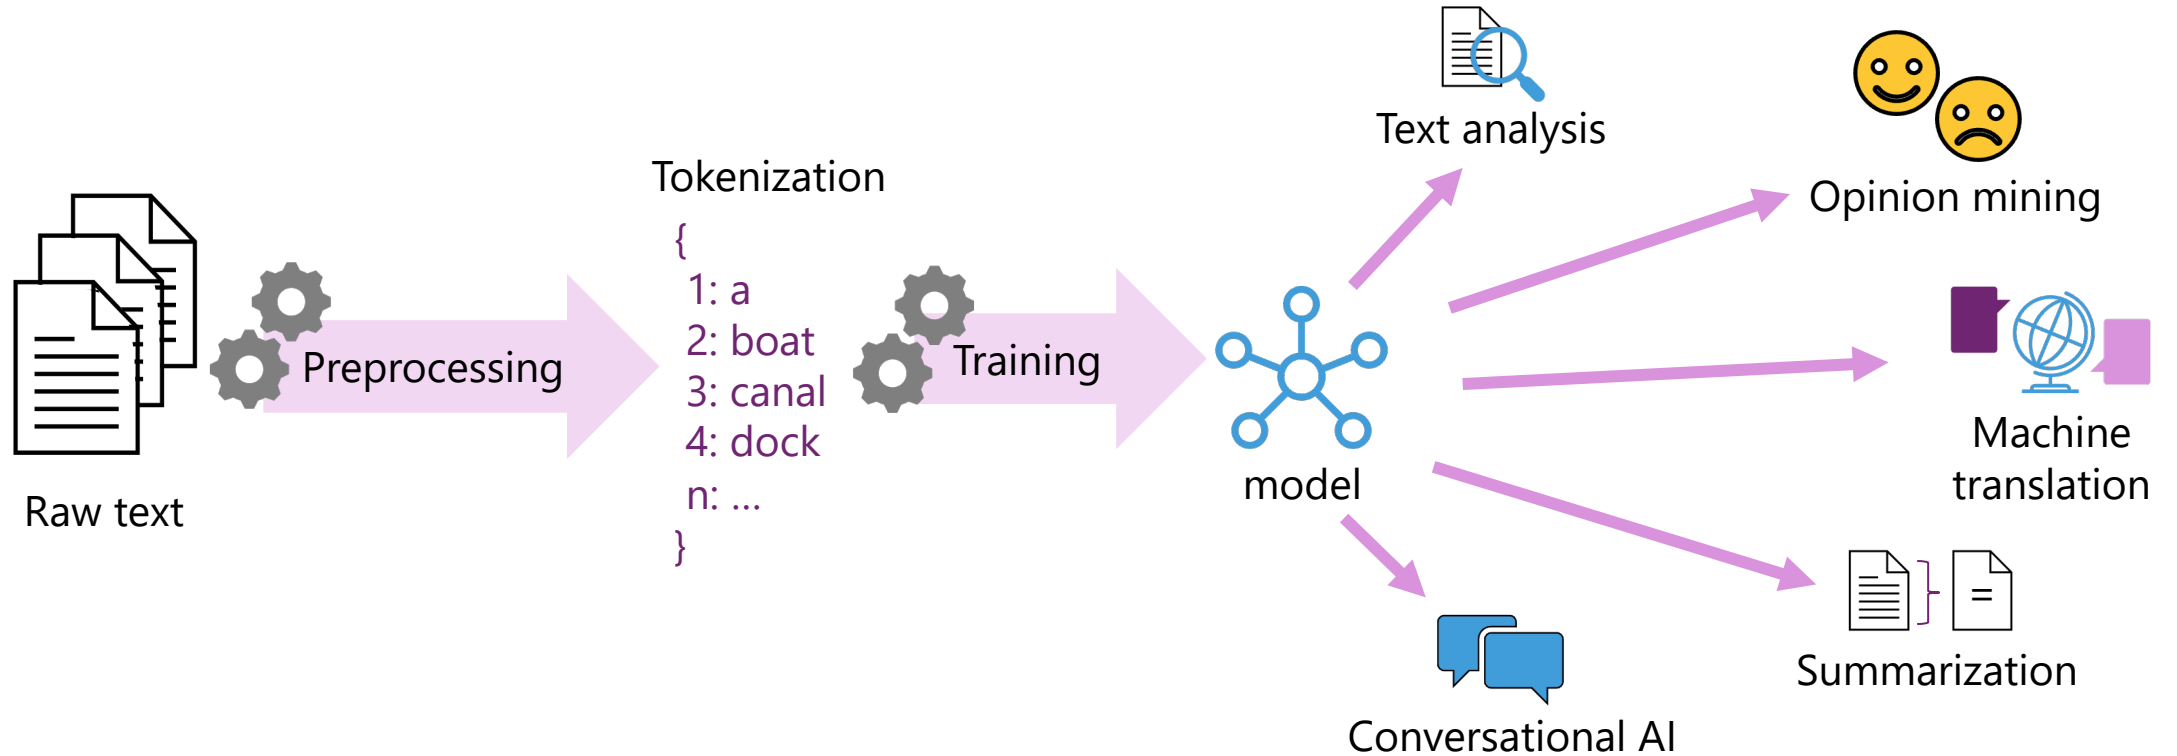 Raw text
Preprocessing
Tokenization
{
1: a
2: boat
3: canal
4: dock
n: ...
}
Training
model
Text analysis
Opinion mining
Machine
translation
=
Summarization
Conversational AI